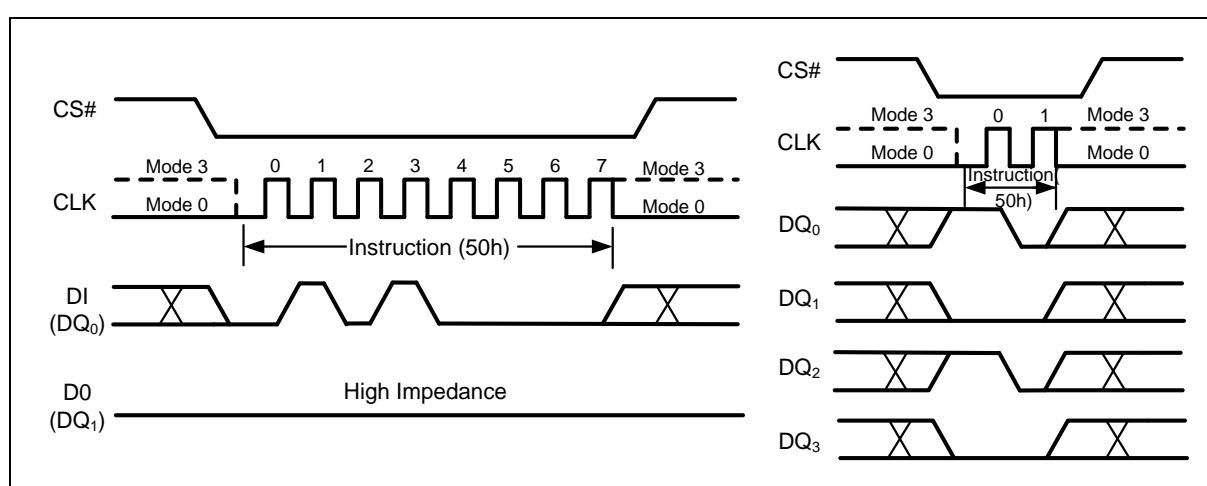 CS#
Mode 3 0 1 2 3 4 5 6 7 Mode 3
CLK Mode 0 Mode 0
Instruction (50h)
DI
(DQ0)
D0 High Impedance
(DQ1)
CS#
Mode 3 0 1 Mode 3
CLK
Mode 0 Mode 0
Instruction(
50h)
DQ0
DQ1
DQ2
DQ3